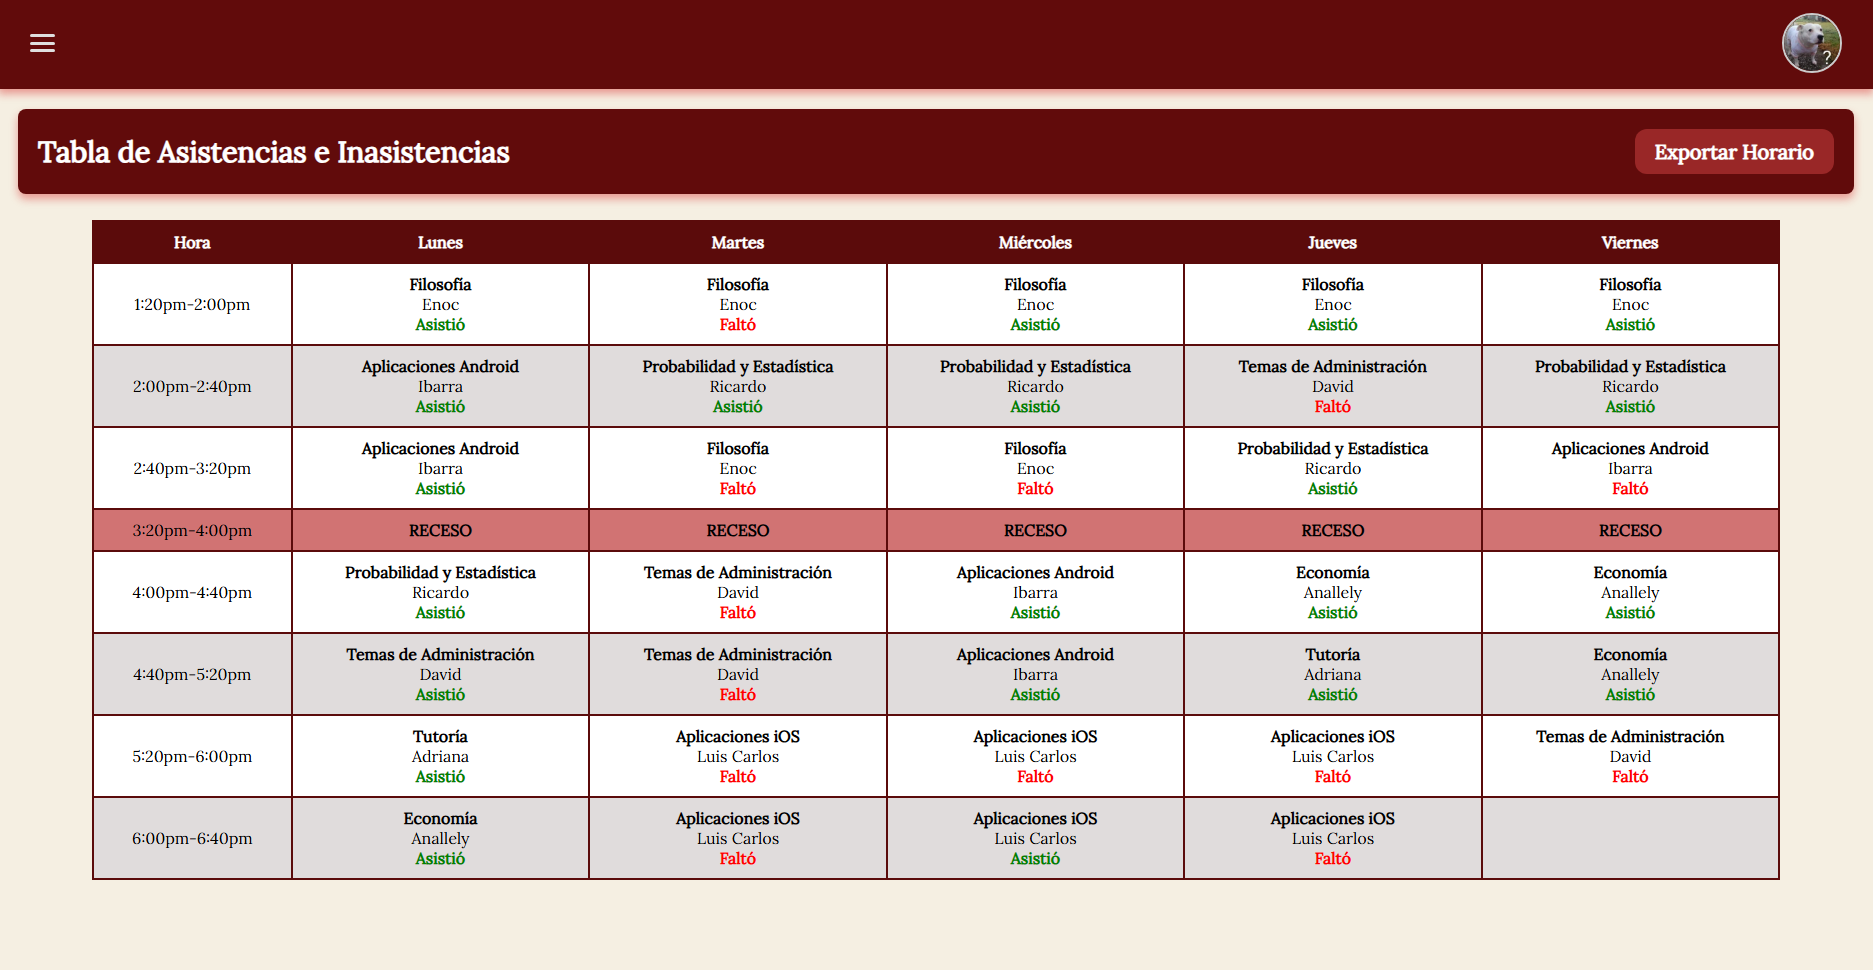 ?
Tabla de Asistencias e Inasistencias
Exportar Horario
Hora Lunes Martes Miércoles Jueves Viernes
1:20pm-2:00pm
Filosofía Filosofía Filosofía Filosofía Filosofía
Enoc Enoc Enoc Enoc Enoc
Asistió Faltó Asistió Asistió Asistió
2:00pm-2:40pm
Aplicaciones Android Probabilidad y Estadística Probabilidad y Estadística Temas de Administración Probabilidad y Estadística
Ibarra Ricardo Ricardo David Ricardo
Asistió Asistió Asistió Faltó Asistió
2:40pm-3:20pm
Aplicaciones Android Filosofía Filosofía Probabilidad y Estadística Aplicaciones Android
Ibarra Enoc Enoc Ricardo Ibarra
Asistió Faltó Faltó Asistió Faltó
3:20pm-4:00pm RECESO RECESO RECESO RECESO RECESO
4:00pm-4:40pm
Probabilidad y Estadística Temas de Administración Aplicaciones Android Economía Economía
Ricardo David Ibarra Anallely Anallely
Asistió Faltó Asistió Asistió Asistió
4:40pm-5:20pm
Temas de Administración Temas de Administración Aplicaciones Android Tutoría Economía
David David Ibarra Adriana Anallely
Asistió Faltó Asistió Asistió Asistió
5:20pm-6:00pm
Tutoría Aplicaciones iOS Aplicaciones iOS Aplicaciones iOS Temas de Administración
Adriana Luis Carlos Luis Carlos Luis Carlos David
Asistió Faltó Faltó Faltó Faltó
6:00pm-6:40pm
Economía Aplicaciones iOS Aplicaciones iOS Aplicaciones iOS
Anallely Luis Carlos Luis Carlos Luis Carlos
Asistió Faltó Asistió Faltó